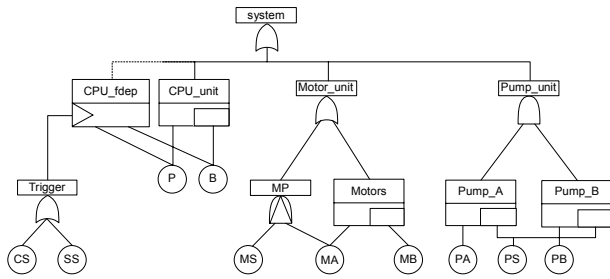 system
CPU_fdep CPU_unit Motor_unit Pump_unit
Trigger P B MP Motors Pump_A Pump_B
CS SS MS MA MB PA PS PB